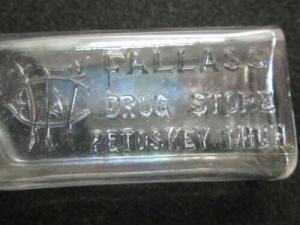 FALLASS
DRUG STORE
PETOSKEY, MICH